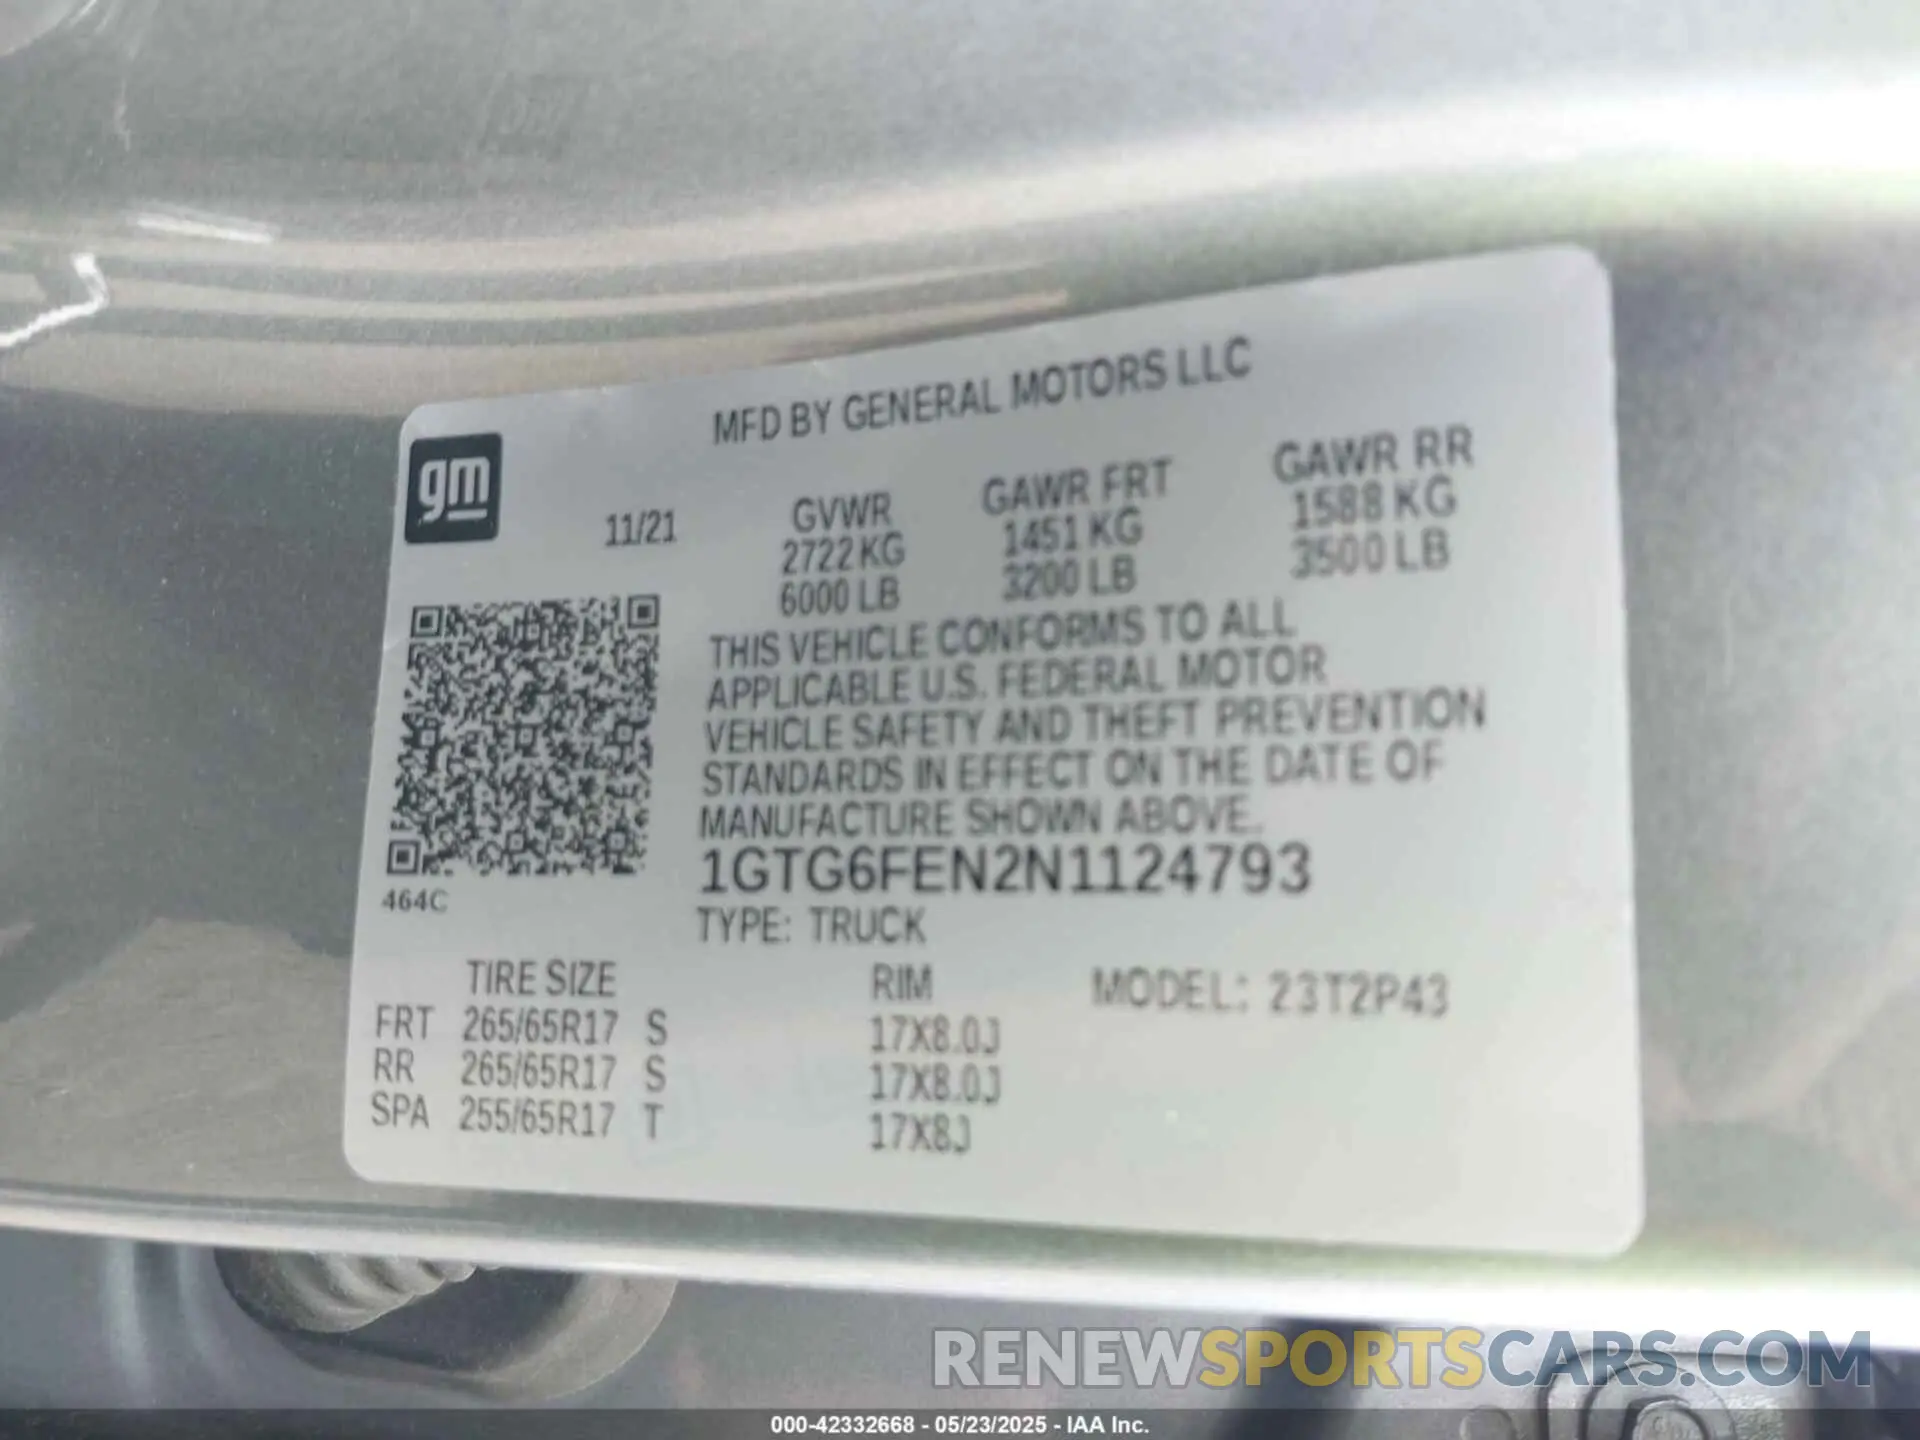 MFD BY GENERAL MOTORS LLC
gm
11/21
GVWR GAWR FRT GAWR RR
2722 KG 1451 KG 1588 KG
6000 LB 3200 LB 3500 LB
THIS VEHICLE CONFORMS TO ALL
APPLICABLE U.S. FEDERAL MOTOR
VEHICLE SAFETY AND THEFT PREVENTION
STANDARDS IN EFFECT ON THE DATE OF
MANUFACTURE SHOWN ABOVE.
1GTG6FEN2N1124793
464C
TYPE: TRUCK
TIRE SIZE RIM MODEL: 23T2P43
FRT 265/65R17 S 17X8.0J
RR 265/65R17 S 17X8.0J
SPA 255/65R17 T 17X8J
RENEWSPORTSCARS.COM
000-42332668 - 05/23/2025 - IAA Inc.